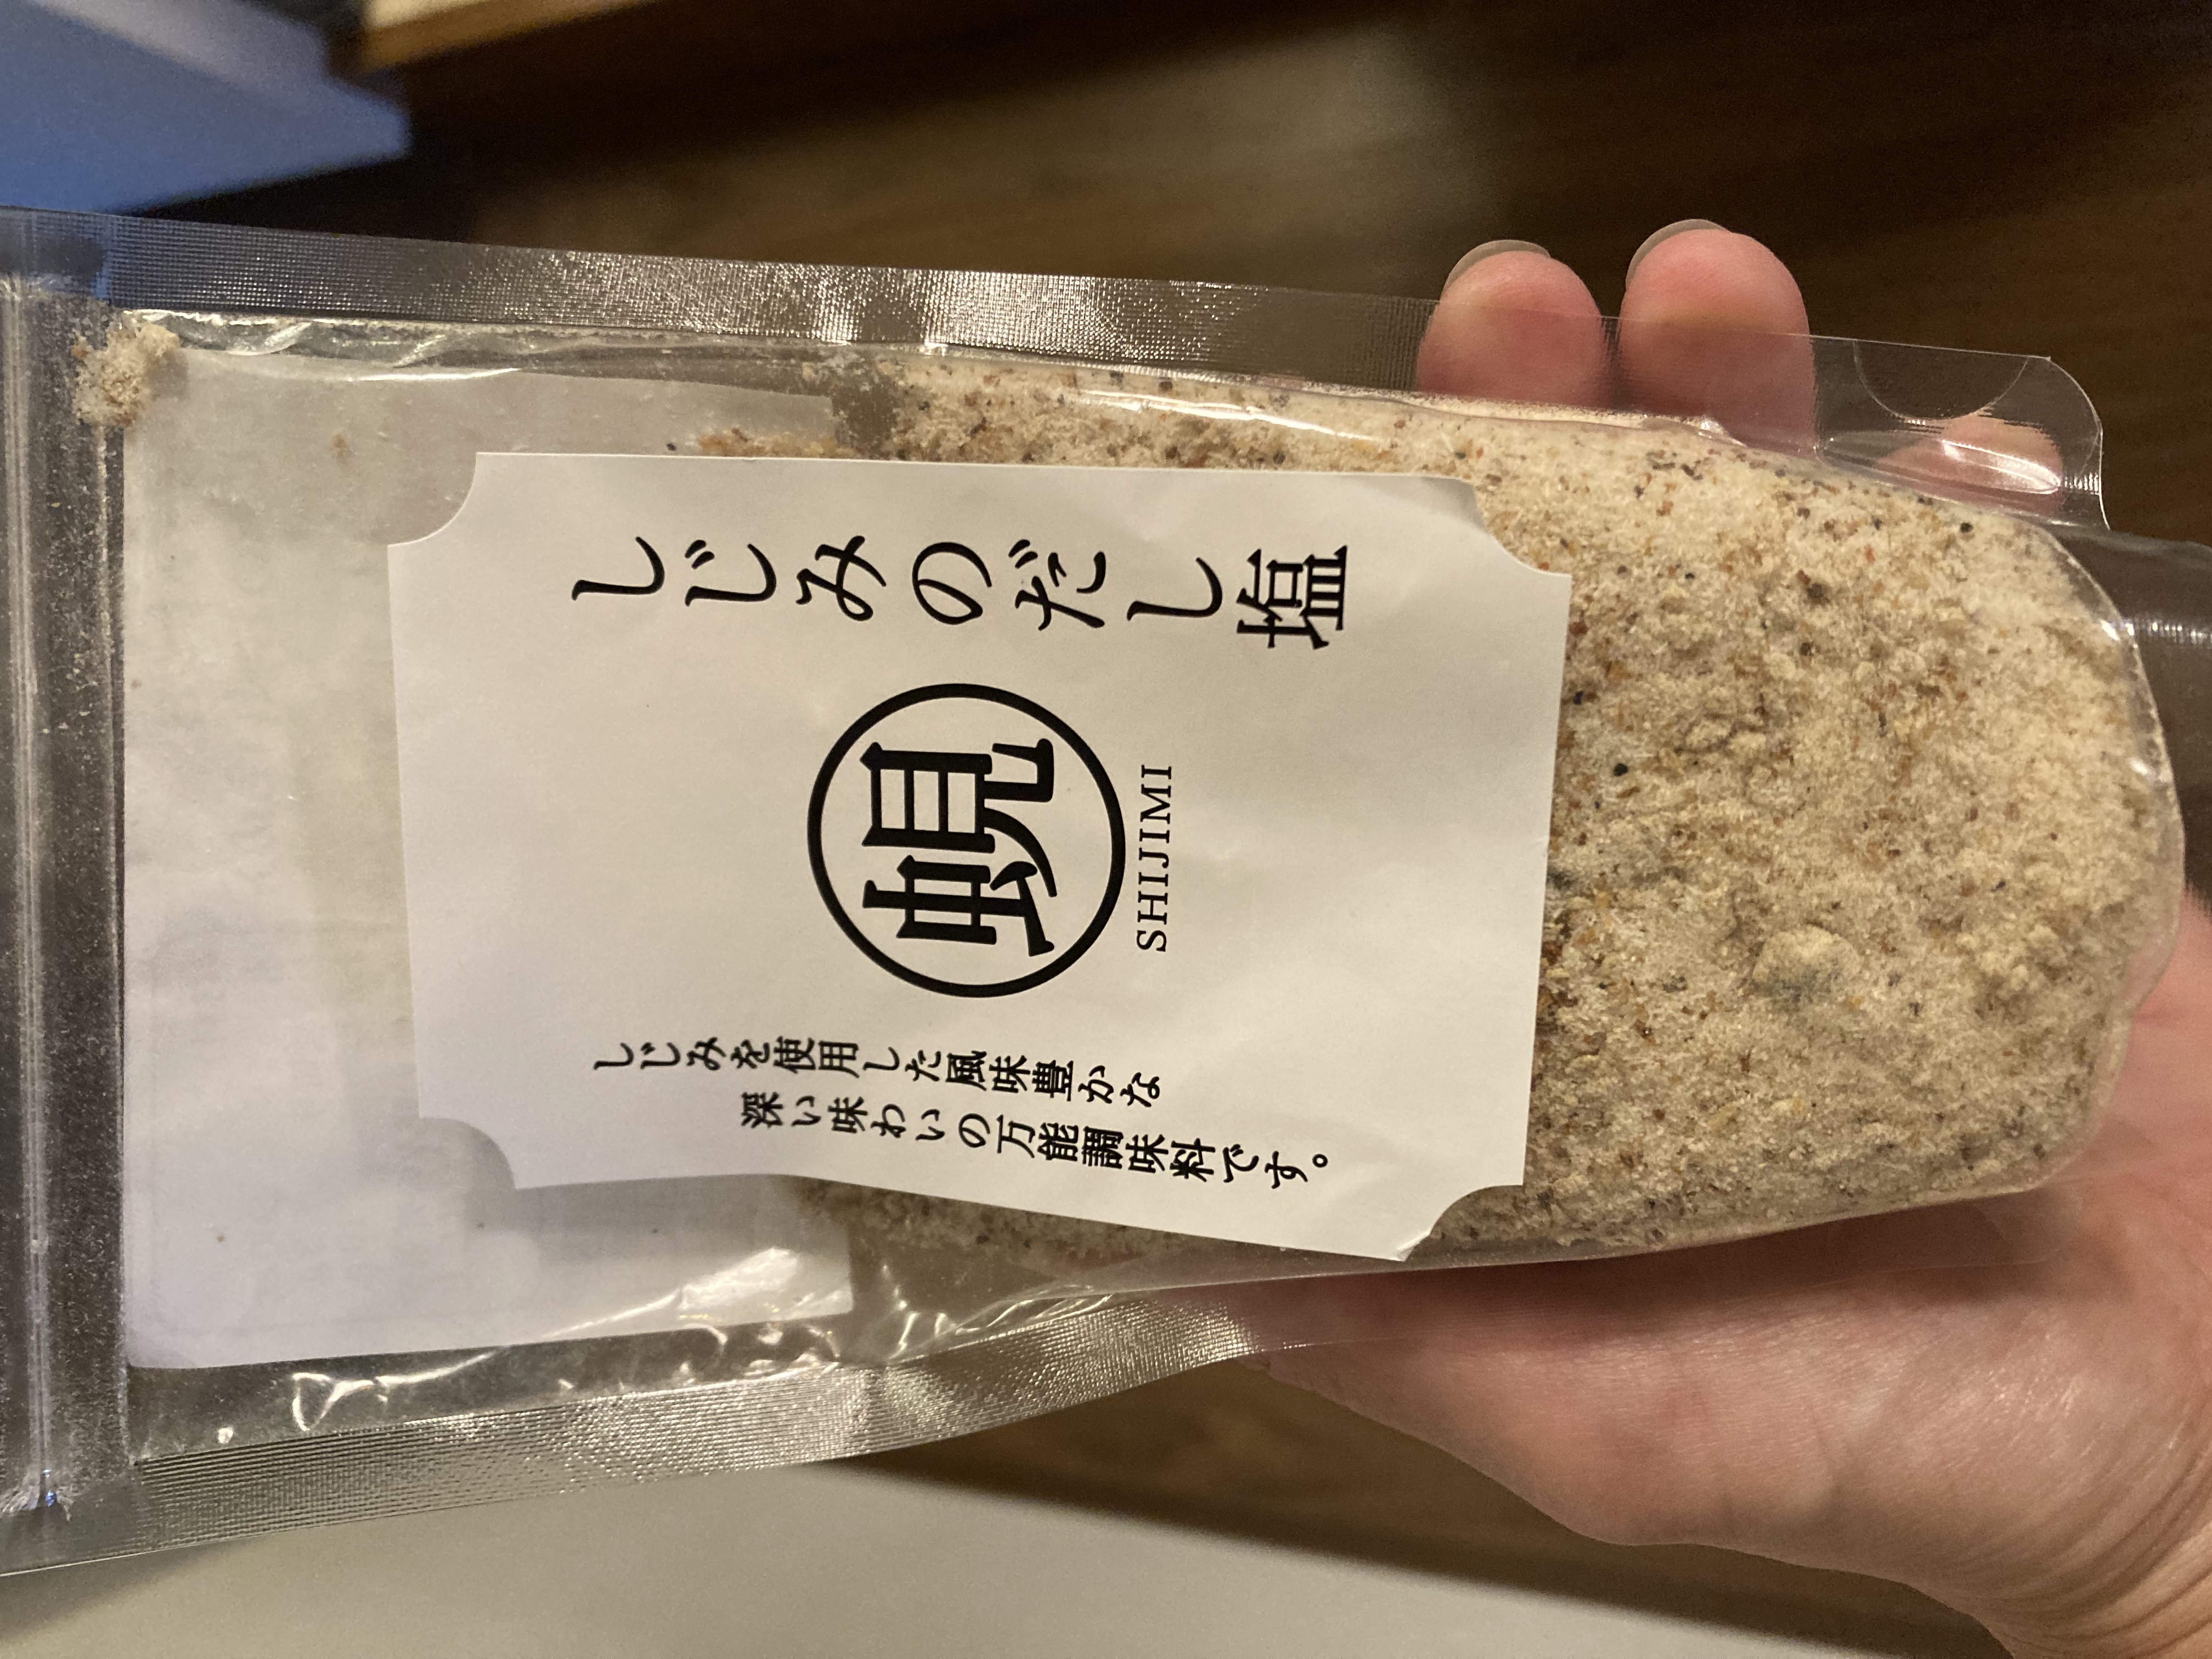 しじみのだし塩
蜆
SHIJIMI
しじみを使用した風味豊かな
深い味わいの万能調味料です。